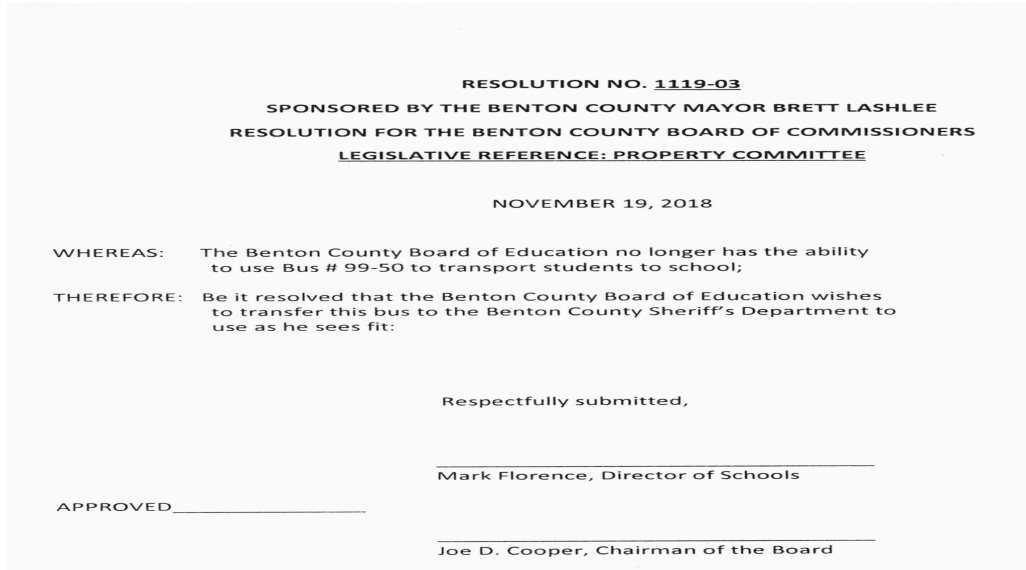 RESOLUTION NO. 1119-03
SPONSORED BY THE BENTON COUNTY MAYOR BRETT LASHLEE
RESOLUTION FOR THE BENTON COUNTY BOARD OF COMMISSIONERS
LEGISLATIVE REFERENCE: PROPERTY COMMITTEE
NOVEMBER 19, 2018
WHEREAS: The Benton County Board of Education no longer has the ability
to use Bus # 99-50 to transport students to school;
THEREFORE: Be it resolved that the Benton County Board of Education wishes
to transfer this bus to the Benton County Sheriff's Department to
use as he sees fit:
Respectfully submitted,
Mark Florence, Director of Schools
APPROVED____________________
Joe D. Cooper, Chairman of the Board